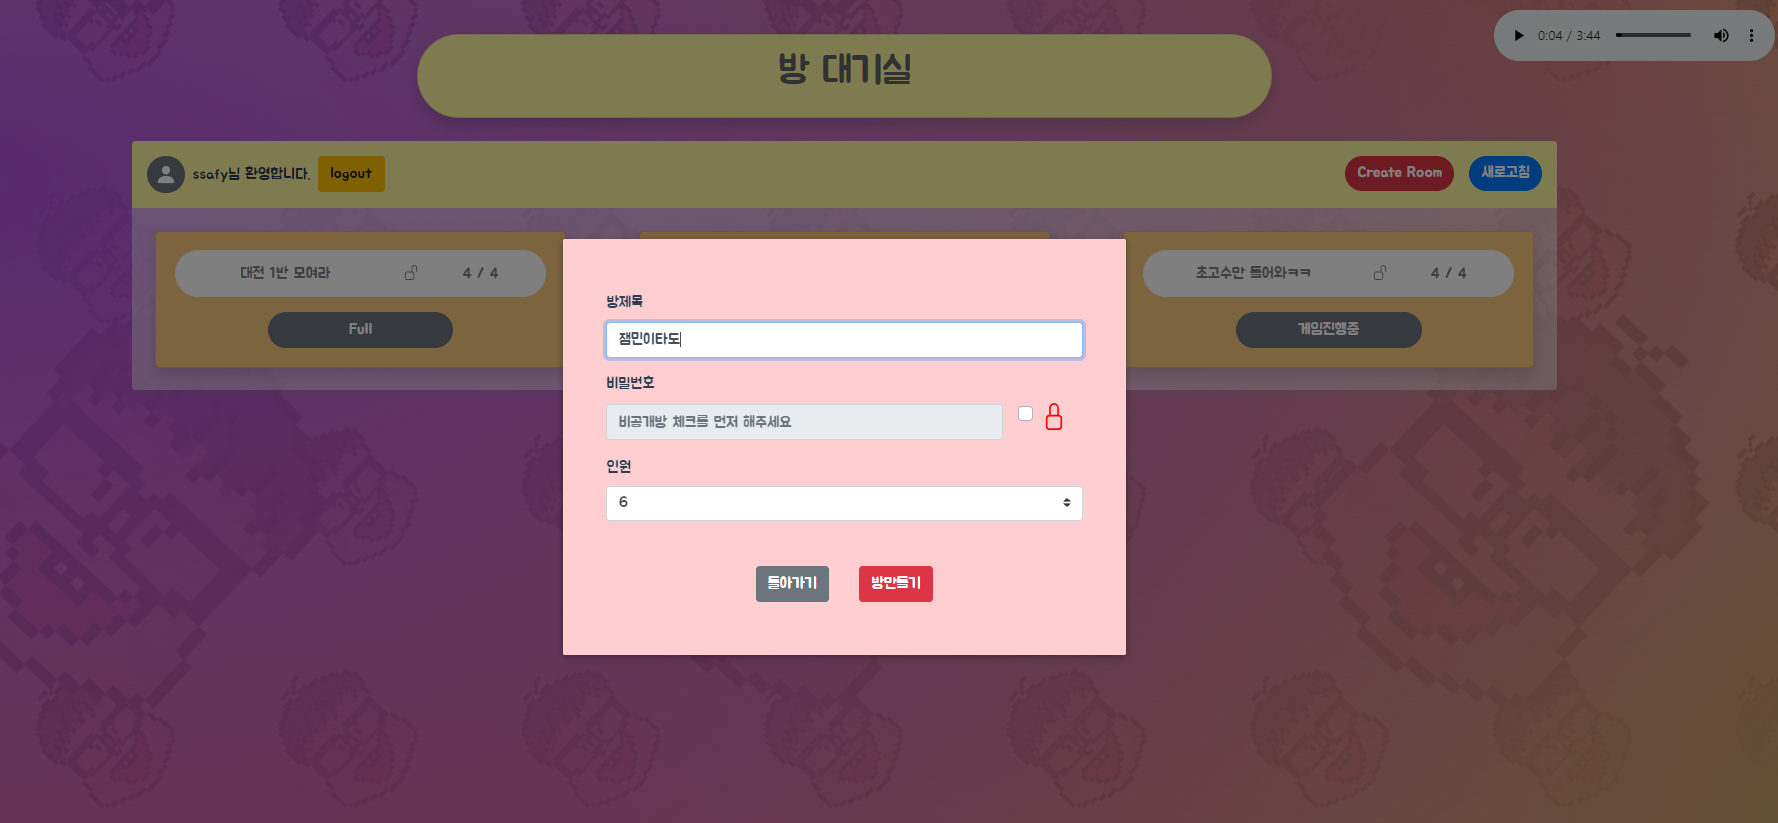 방 대기실
0:04 / 3:44
ssafy님 환영합니다.
logout
Create Room
새로고침
대전 1반 모여라
4 / 4
Full
초고수만 들어와ㅋㅋ
4 / 4
게임진행중
방제목
잼민이타도
비밀번호
비공개방 체크를 먼저 해주세요
인원
6
돌아가기
방만들기